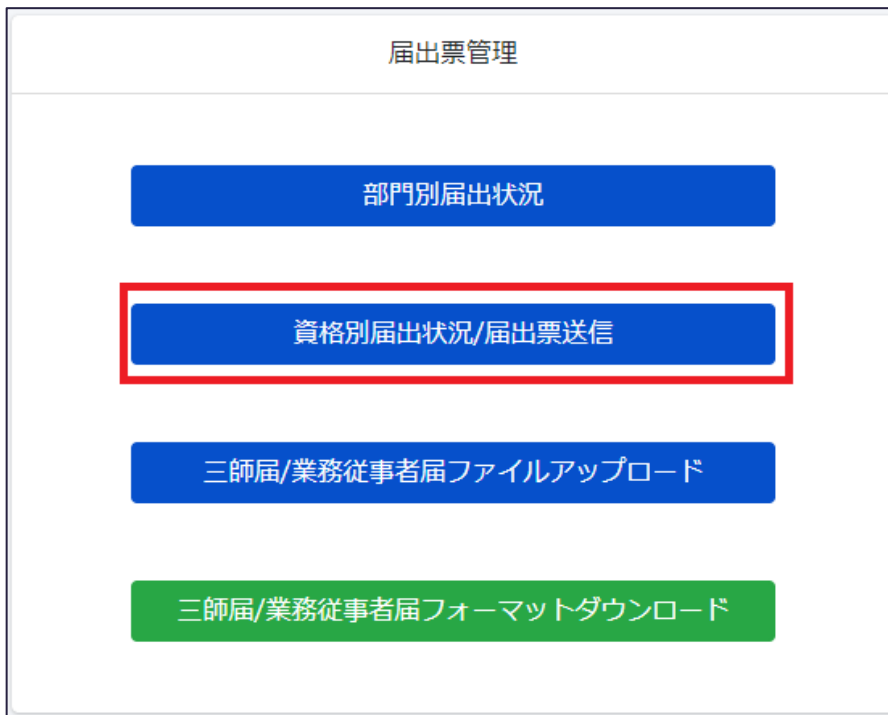 届出票管理
部門別届出状況
資格別届出状況/届出票送信
三師届/業務従事者届ファイルアップロード
三師届/業務従事者届フォーマットダウンロード